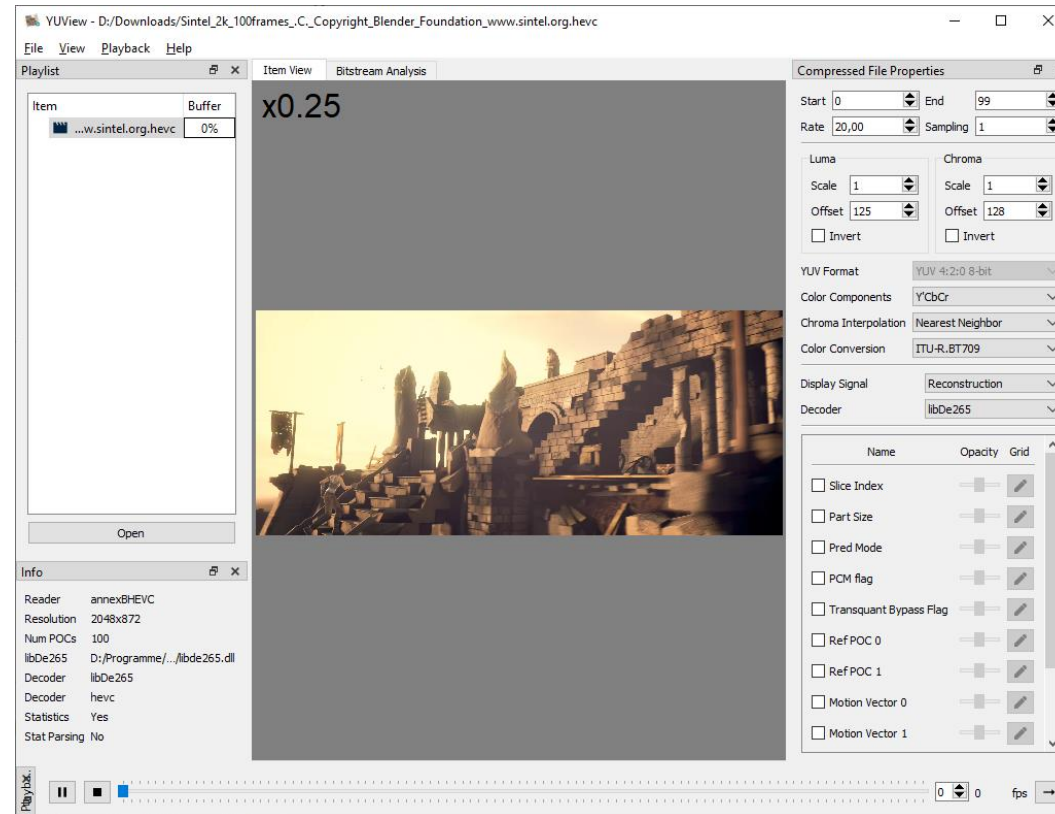 YUView - D:/Downloads/Sintel_2k_100frames_.C._Copyright_Blender_Foundation_www.sintel.org.hevc
File View Playback Help
Playlist
Item Buffer
...w.sintel.org.hevc 0%
Open
Info
Reader annexBHEVC
Resolution 2048x872
Num POCs 100
libDe265 D:/Programme/.../libde265.dll
Decoder libDe265
Decoder hevc
Statistics Yes
Stat Parsing No
Item View Bitstream Analysis
x0.25
Compressed File Properties
Start 0 End 99
Rate 20,00 Sampling 1
Luma Chroma
Scale 1 Scale 1
Offset 125 Offset 128
Invert Invert
YUV Format YUV 4:2:0 8-bit
Color Components Y'CbCr
Chroma Interpolation Nearest Neighbor
Color Conversion ITU-R.BT709
Display Signal Reconstruction
Decoder libDe265
Name Opacity Grid
Slice Index
Part Size
Pred Mode
PCM flag
Transquant Bypass Flag
Ref POC 0
Ref POC 1
Motion Vector 0
Motion Vector 1
0 0 fps